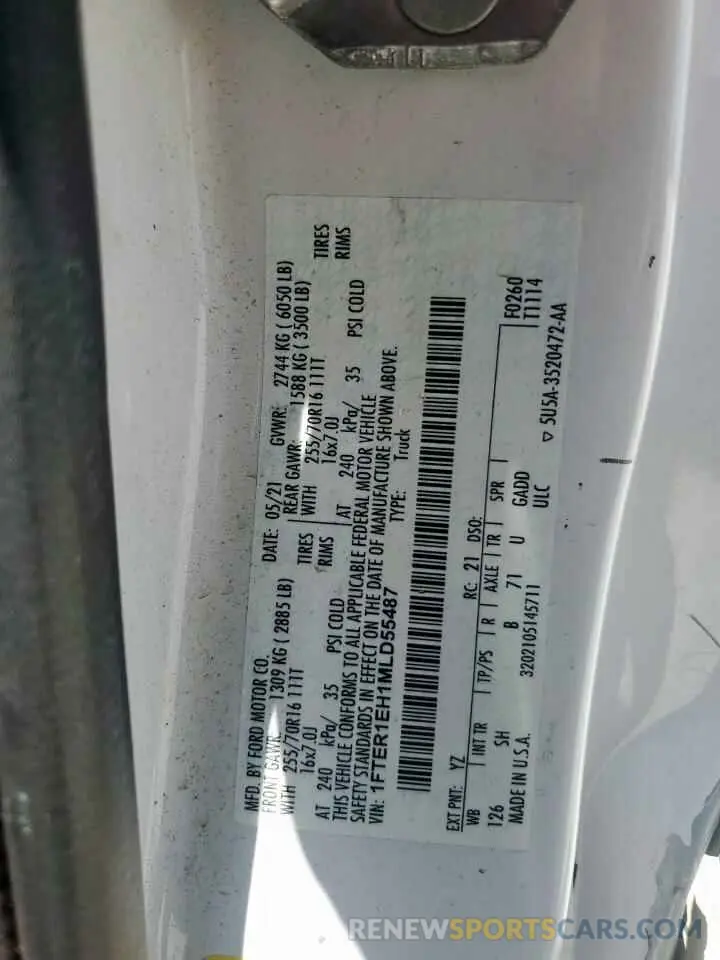 MFD. BY FORD MOTOR CO.
DATE: 05/21 GVWR: 2744 KG ( 6050 LB)
FRONT GAWR: 1309 KG ( 2885 LB) REAR GAWR: 1588 KG ( 3500 LB)
WITH 255/70R16 111T TIRES WITH 255/70R16 111T TIRES
16x7.0J RIMS 16x7.0J RIMS
AT 240 kPa/ 35 PSI COLD AT 240 kPa/ 35 PSI COLD
THIS VEHICLE CONFORMS TO ALL APPLICABLE FEDERAL MOTOR VEHICLE
SAFETY STANDARDS IN EFFECT ON THE DATE OF MANUFACTURE SHOWN ABOVE.
VIN: 1FTER1EH1MLD55487 TYPE: Truck
EXT PNT: YZ RC: 21 DSO:
WB INT TR TP/PS R AXLE TR SPR F0260
126 SH B 71 U GADD T1114
MADE IN U.S.A. 3202105145711 ULC
▽ 5U5A-3520472-AA
RENEWSPORTSCARS.COM